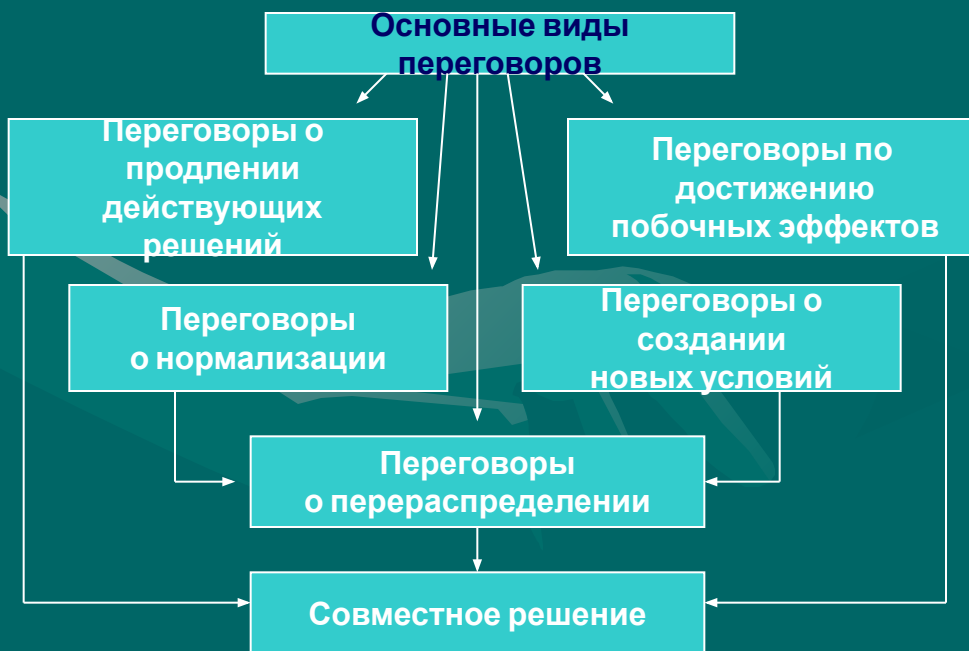 Основные виды
переговоров
Переговоры о
продлении
действующих
решений
Переговоры по
достижению
побочных эффектов
Переговоры
о нормализации
Переговоры о
создании
новых условий
Переговоры
о перераспределении
Совместное решение